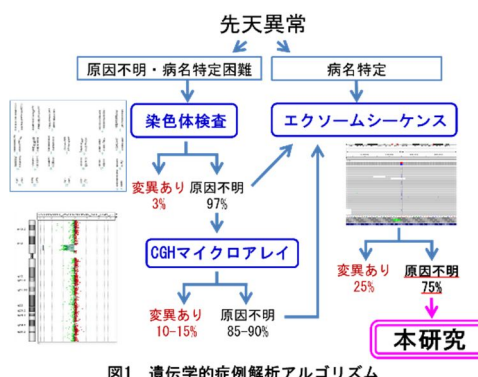 先天異常
原因不明・病名特定困難
病名特定
染色体検査
エクソームシーケンス
変異あり
3%
原因不明
97%
CGHマイクロアレイ
変異あり
10-15%
原因不明
85-90%
変異あり
25%
原因不明
75%
本研究
図1 遺伝学的症例解析アルゴリズム